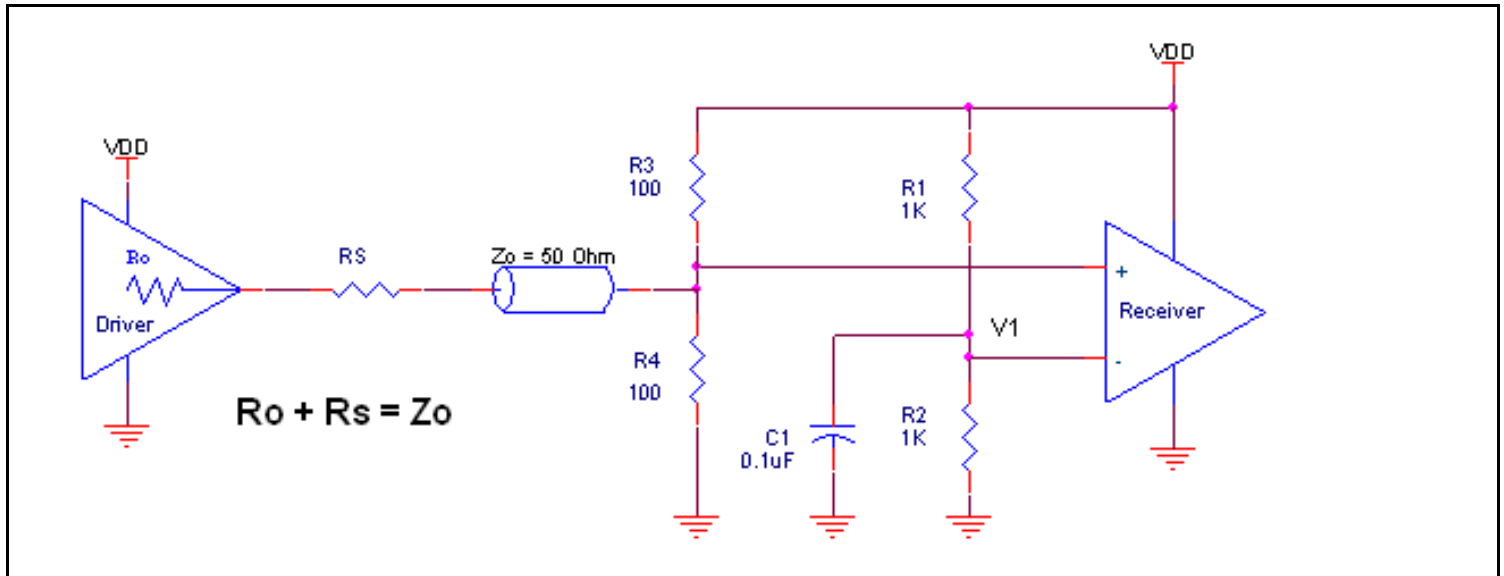 VDD
VDD
R3
100
R1
1K
Ro
RS
Zo = 50 Ohm
+
Driver
Receiver
V1
-
R4
100
Ro + Rs = Zo
R2
1K
C1
0.1uF